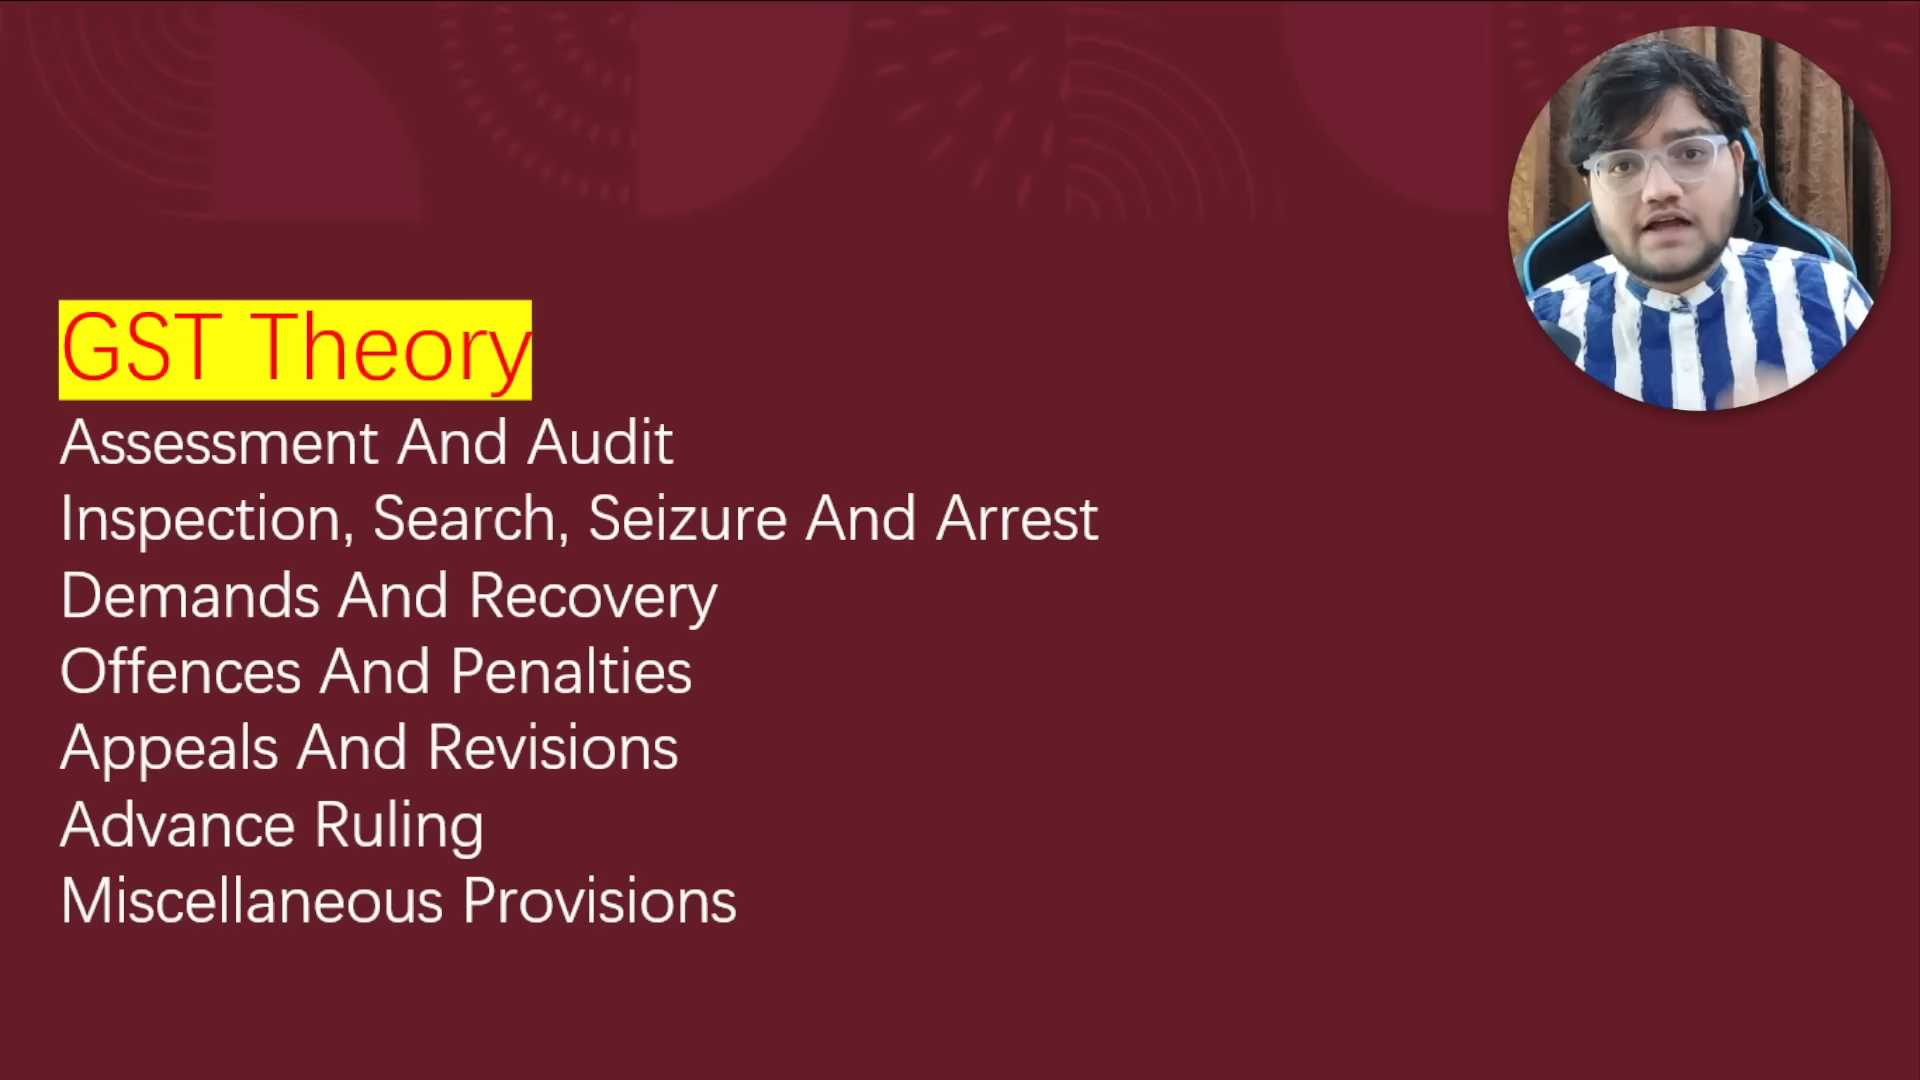 GST Theory
Assessment And Audit
Inspection, Search, Seizure And Arrest
Demands And Recovery
Offences And Penalties
Appeals And Revisions
Advance Ruling
Miscellaneous Provisions